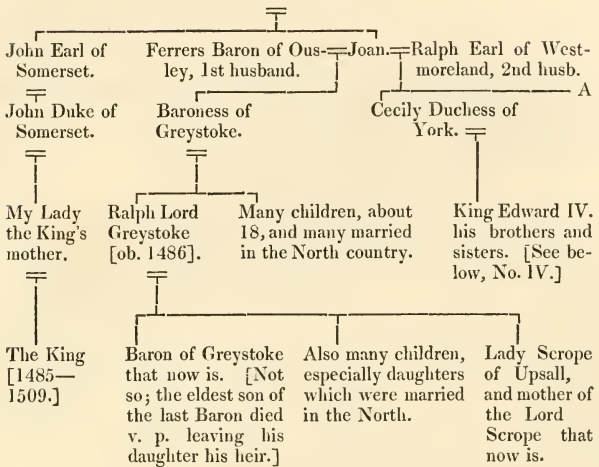 John Earl of
Somerset.
Ferrers Baron of Ous-
ley, 1st husband.
Joan.
Ralph Earl of West-
moreland, 2nd husb.
A
John Duke of
Somerset.
Baroness of
Greystoke.
Cecily Duchess of
York.
My Lady
the King's
mother.
Ralph Lord
Greystoke
[ob. 1486].
Many children, about
18, and many married
in the North country.
King Edward IV.
his brothers and
sisters. [See be-
low, No. IV.]
The King
[1485—
1509.]
Baron of Greystoke
that now is. [Not
so; the eldest son of
the last Baron died
v. p. leaving his
daughter his heir.]
Also many children,
especially daughters
which were married
in the North.
Lady Scrope
of Upsall,
and mother of
the Lord
Scrope that
now is.